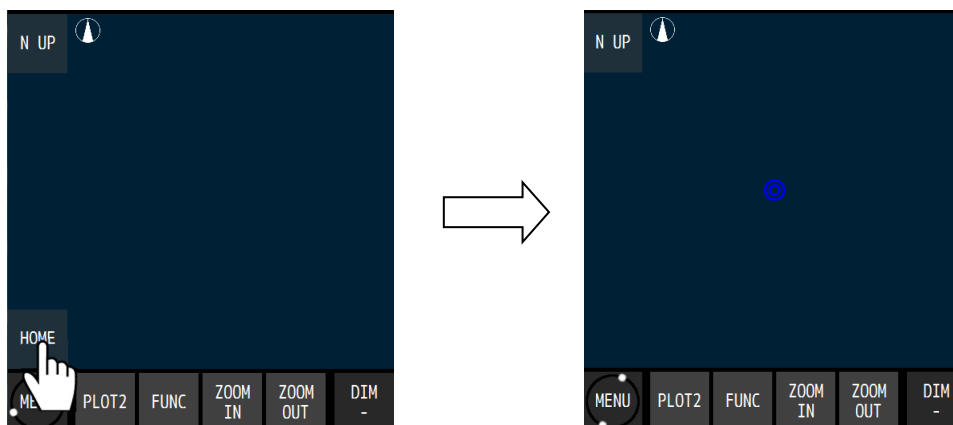 N UP
HOME
ME
PLOT2
FUNC
ZOOM
IN
ZOOM
OUT
DIM
-
N UP
MENU
PLOT2
FUNC
ZOOM
IN
ZOOM
OUT
DIM
-